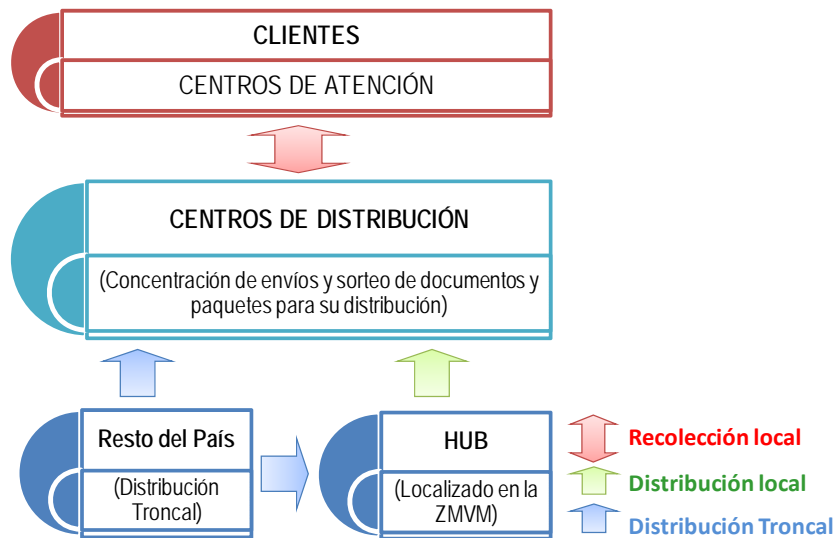 CLIENTES
CENTROS DE ATENCIÓN
CENTROS DE DISTRIBUCIÓN
(Concentración de envíos y sorteo de documentos y
paquetes para su distribución)
Resto del País
(Distribución
Troncal)
HUB
(Localizado en la
ZMVM)
Recolección local
Distribución local
Distribución Troncal